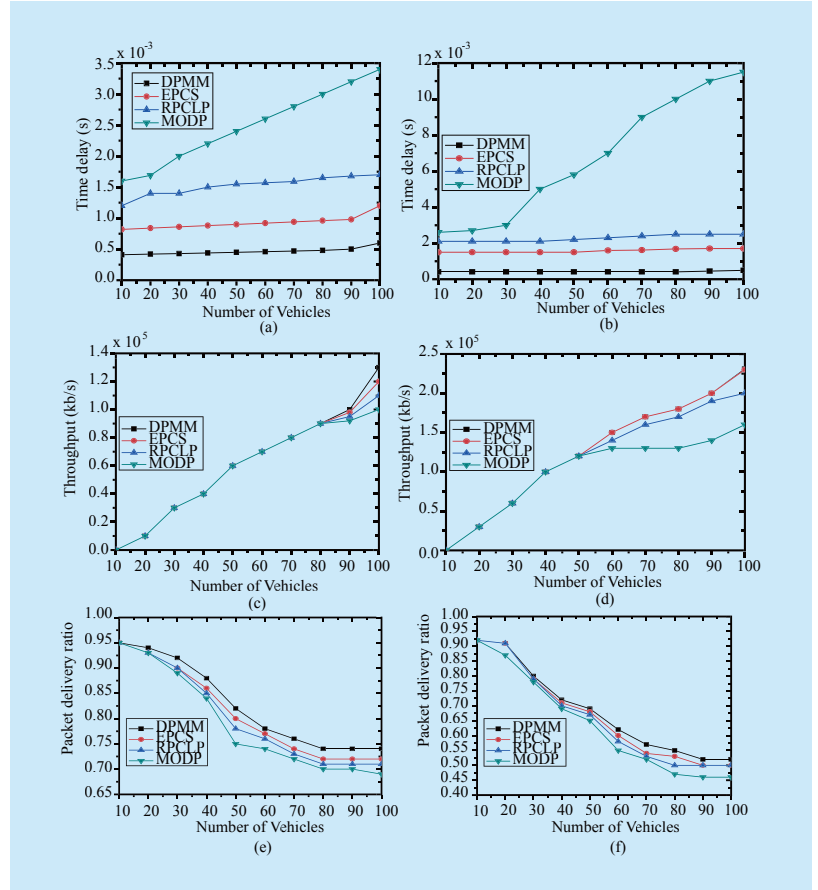 x 10⁻³
3.5
3.0
2.5
2.0
1.5
1.0
0.5
0.0
Time delay (s)
DPMM
EPCS
RPCLP
MODP
10 20 30 40 50 60 70 80 90 100
Number of Vehicles
(a)
x 10⁻³
12
10
8
6
4
2
0
Time delay (s)
DPMM
EPCS
RPCLP
MODP
10 20 30 40 50 60 70 80 90 100
Number of Vehicles
(b)
x 10⁵
1.4
1.2
1.0
0.8
0.6
0.4
0.2
0.0
Throughput (kb/s)
DPMM
EPCS
RPCLP
MODP
10 20 30 40 50 60 70 80 90 100
Number of Vehicles
(c)
x 10⁵
2.5
2.0
1.5
1.0
0.5
0.0
Throughput (kb/s)
DPMM
EPCS
RPCLP
MODP
10 20 30 40 50 60 70 80 90 100
Number of Vehicles
(d)
1.00
0.95
0.90
0.85
0.80
0.75
0.70
0.65
Packet delivery ratio
DPMM
EPCS
RPCLP
MODP
10 20 30 40 50 60 70 80 90 100
Number of Vehicles
(e)
1.00
0.95
0.90
0.85
0.80
0.75
0.70
0.65
0.60
0.55
0.50
0.45
0.40
Packet delivery ratio
DPMM
EPCS
RPCLP
MODP
10 20 30 40 50 60 70 80 90 100
Number of Vehicles
(f)